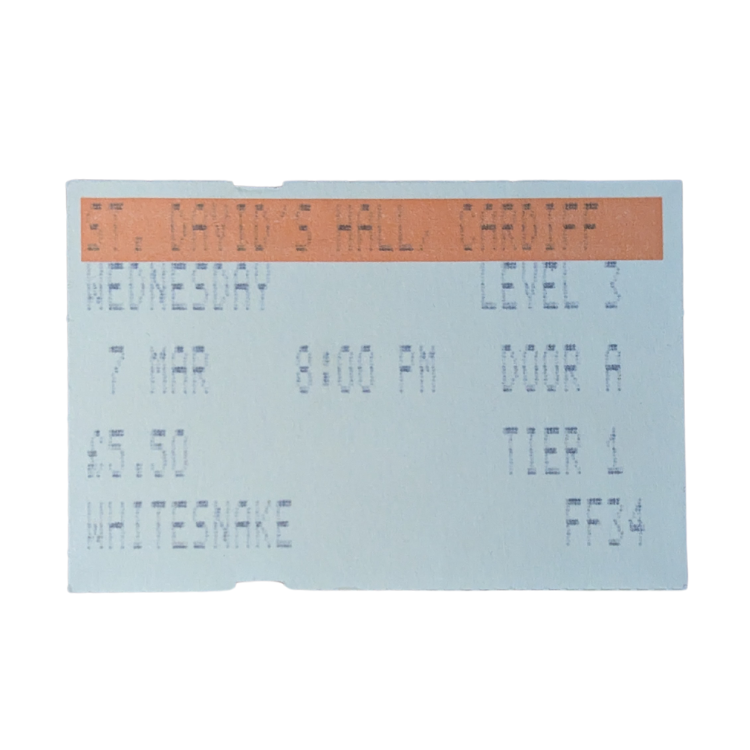 ST. DAVID'S HALL, CARDIFF
WEDNESDAY LEVEL 3
7 MAR 8:00 PM DOOR A
£5.50 TIER 1
WHITESNAKE FF34